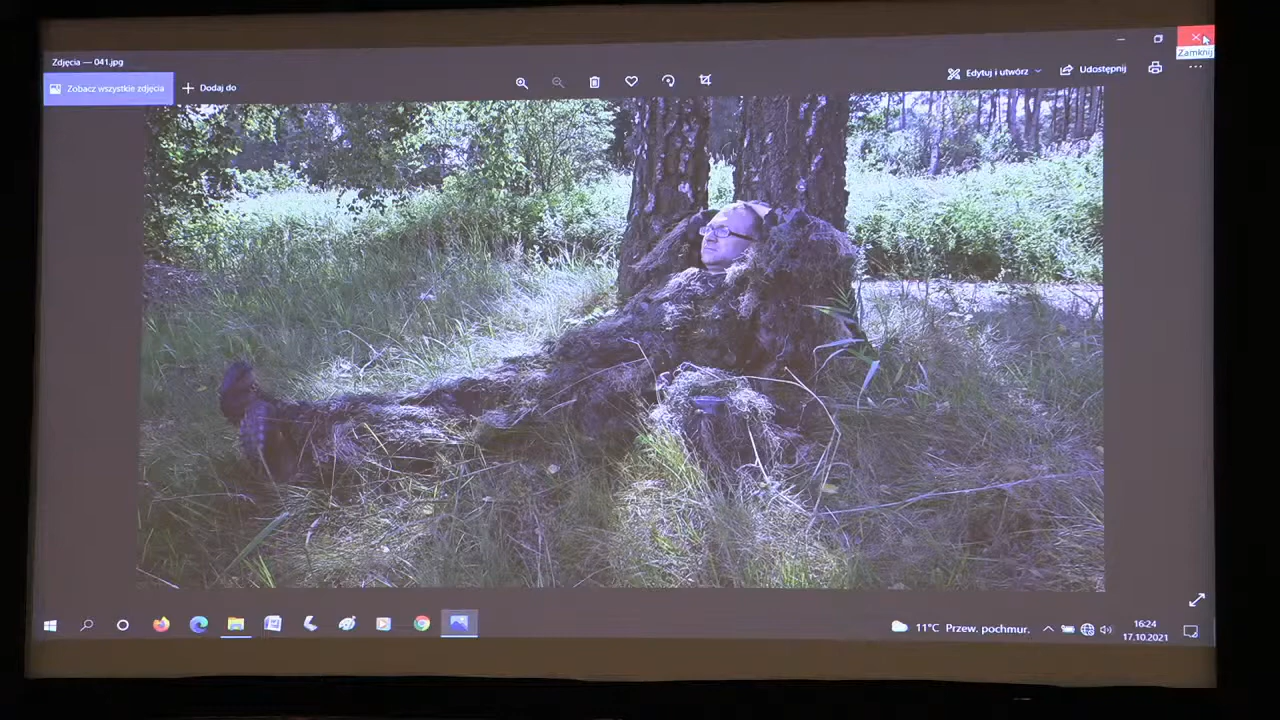 Zdjęcia — 041.jpg
Zamknij
Zobacz wszystkie zdjęcia
Dodaj do
Edytuj i utwórz
Udostępnij
11°C Przew. pochmur.
16:24
17.10.2021